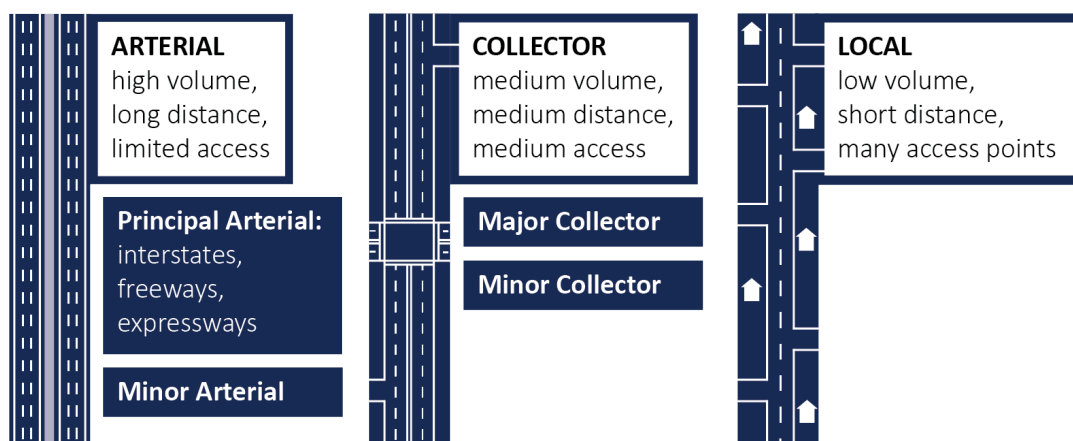 ARTERIAL
high volume,
long distance,
limited access
Principal Arterial:
interstates,
freeways,
expressways
Minor Arterial
COLLECTOR
medium volume,
medium distance,
medium access
Major Collector
Minor Collector
LOCAL
low volume,
short distance,
many access points